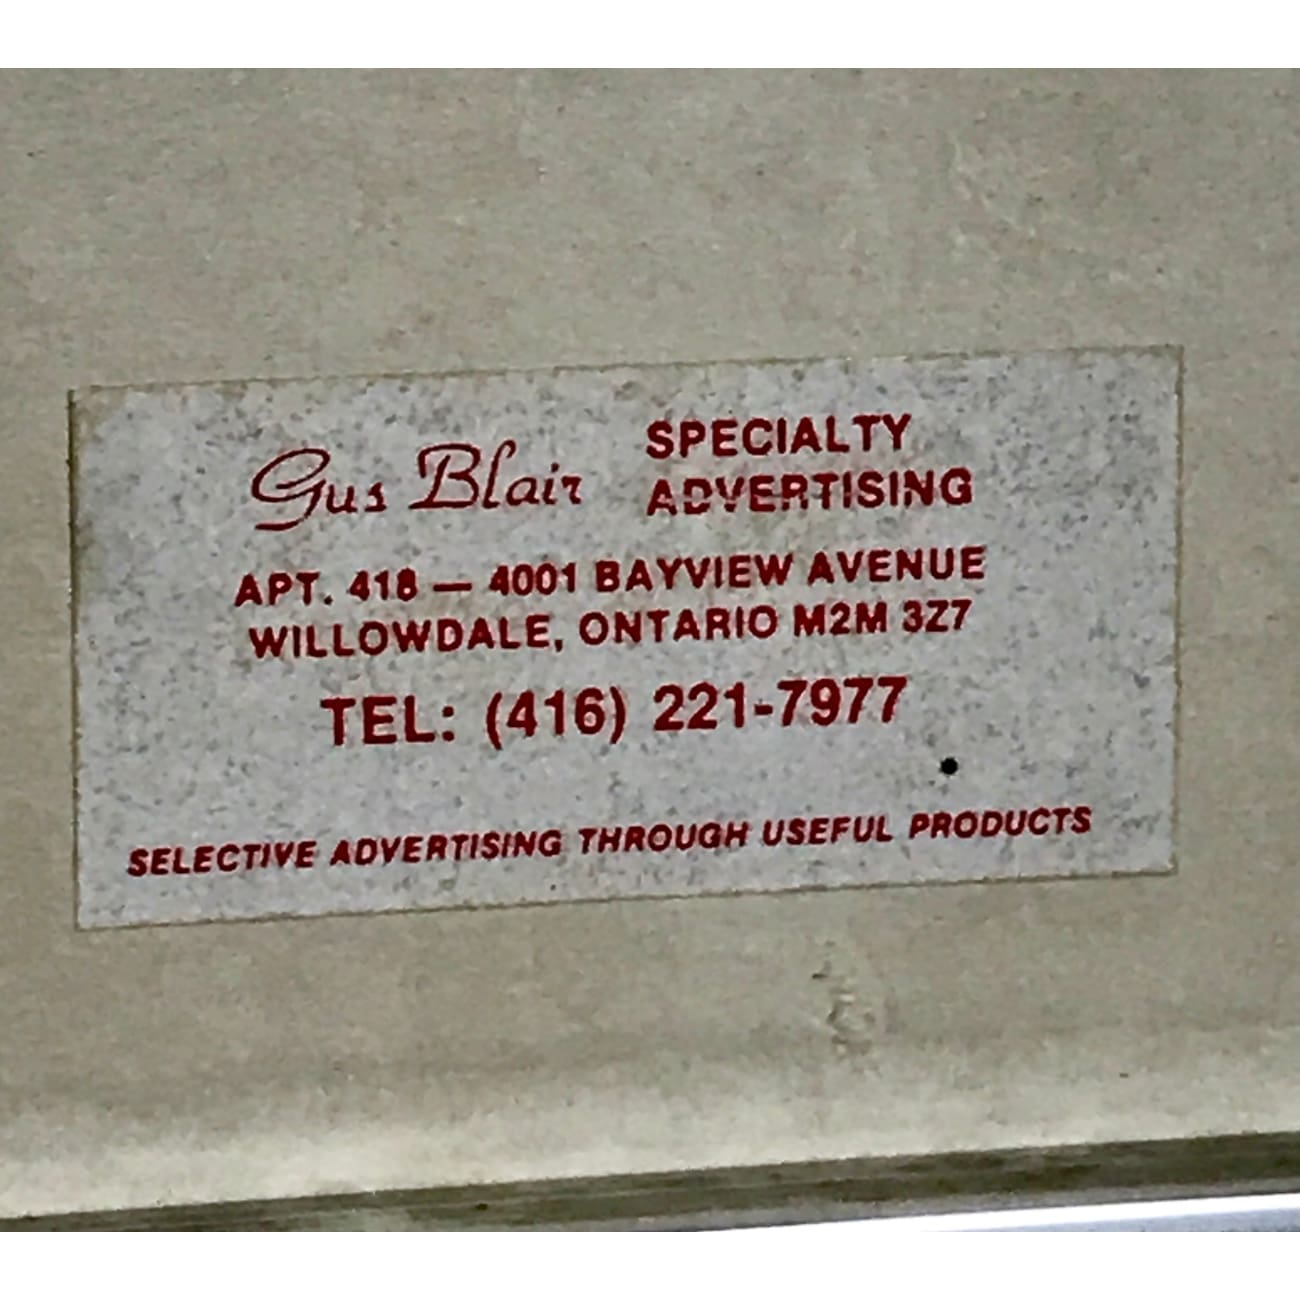 Gus Blair SPECIALTY
ADVERTISING
APT. 418 — 4001 BAYVIEW AVENUE
WILLOWDALE, ONTARIO M2M 3Z7
TEL: (416) 221-7977
SELECTIVE ADVERTISING THROUGH USEFUL PRODUCTS